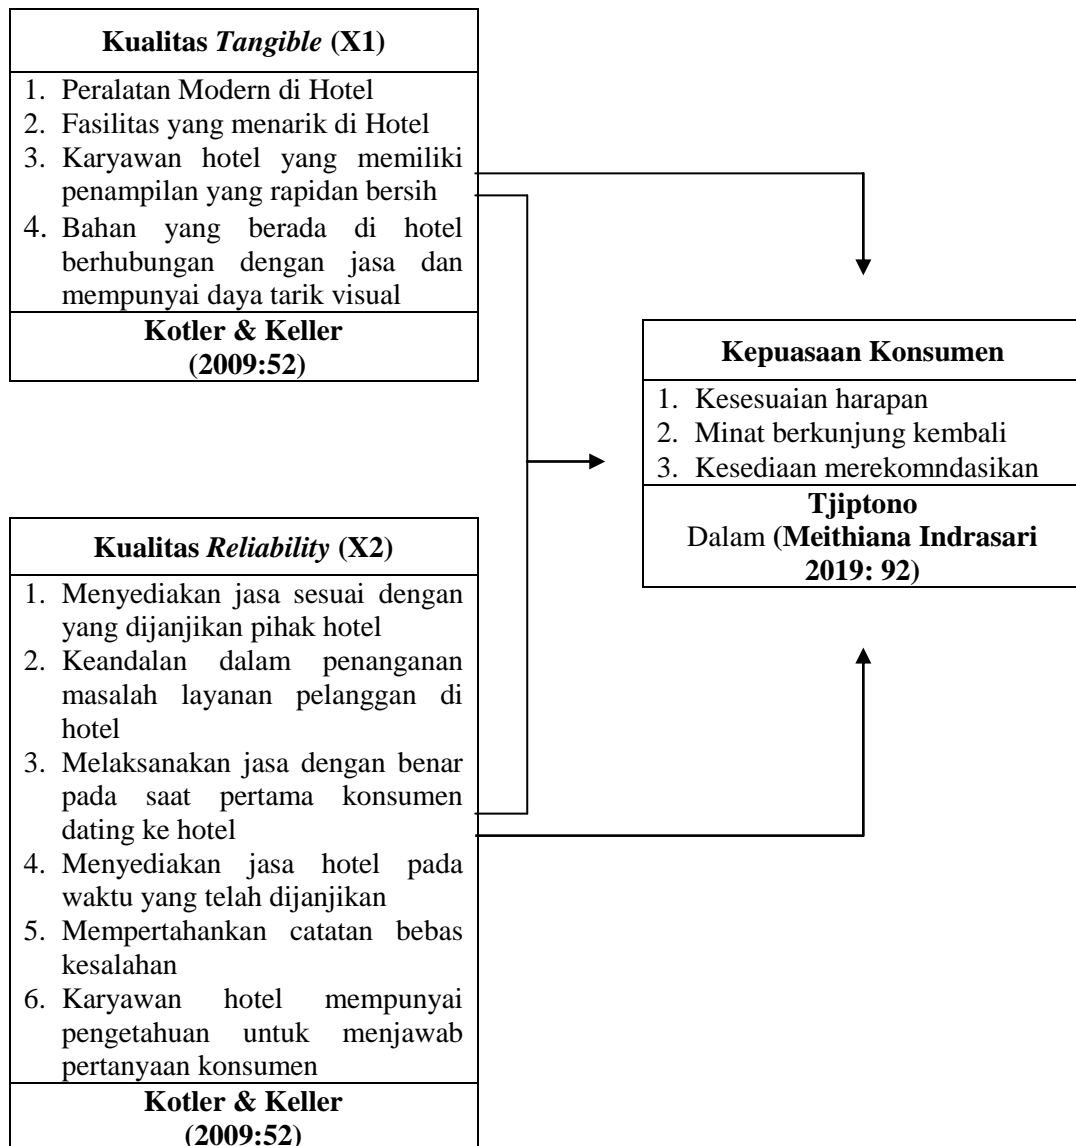 Kualitas Tangible (X1)
1. Peralatan Modern di Hotel
2. Fasilitas yang menarik di Hotel
3. Karyawan hotel yang memiliki
penampilan yang rapidan bersih
4. Bahan yang berada di hotel
berhubungan dengan jasa dan
mempunyai daya tarik visual
Kotler & Keller
(2009:52)
Kepuasaan Konsumen
1. Kesesuaian harapan
2. Minat berkunjung kembali
3. Kesediaan merekomndasikan
Tjiptono
Dalam (Meithiana Indrasari
2019: 92)
Kualitas Reliability (X2)
1. Menyediakan jasa sesuai dengan
yang dijanjikan pihak hotel
2. Keandalan dalam penanganan
masalah layanan pelanggan di
hotel
3. Melaksanakan jasa dengan benar
pada saat pertama konsumen
dating ke hotel
4. Menyediakan jasa hotel pada
waktu yang telah dijanjikan
5. Mempertahankan catatan bebas
kesalahan
6. Karyawan hotel mempunyai
pengetahuan untuk menjawab
pertanyaan konsumen
Kotler & Keller
(2009:52)